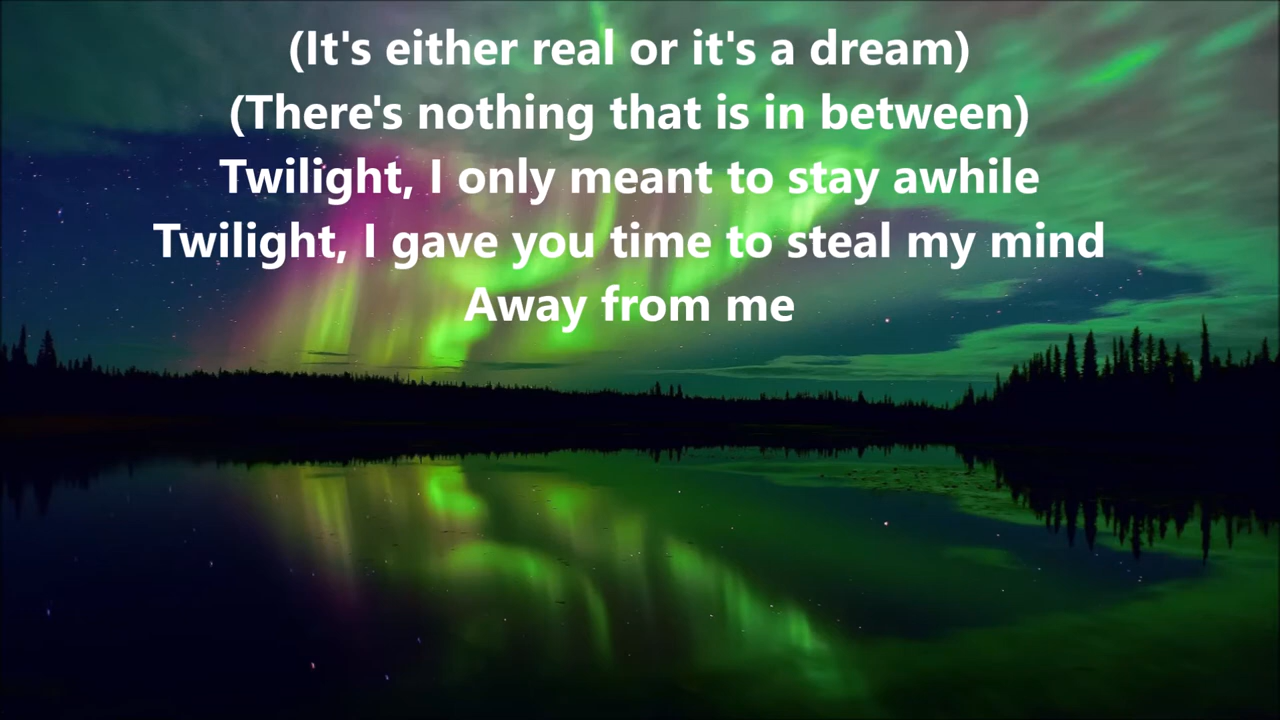 (It's either real or it's a dream)
(There's nothing that is in between)
Twilight, I only meant to stay awhile
Twilight, I gave you time to steal my mind
Away from me